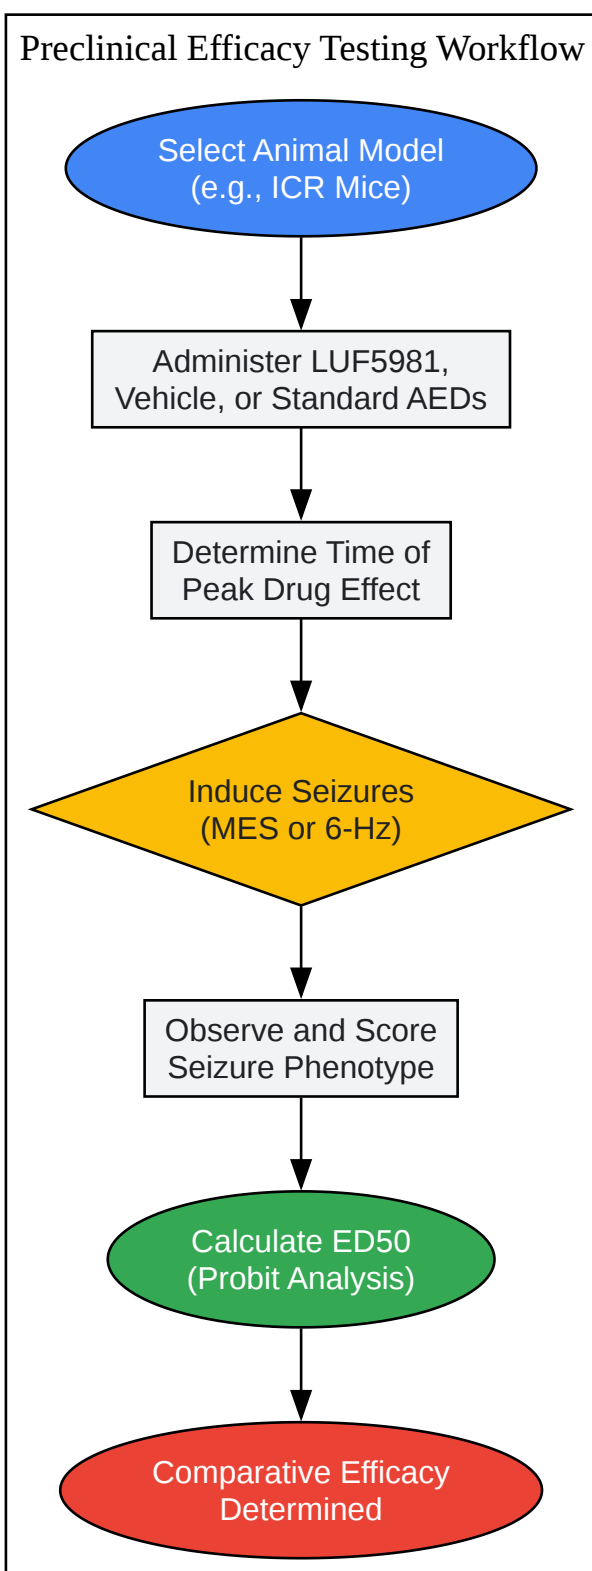 Preclinical Efficacy Testing Workflow
Select Animal Model
(e.g., ICR Mice)
Administer LUF5981,
Vehicle, or Standard AEDs
Determine Time of
Peak Drug Effect
Induce Seizures
(MES or 6-Hz)
Observe and Score
Seizure Phenotype
Calculate ED50
(Probit Analysis)
Comparative Efficacy
Determined